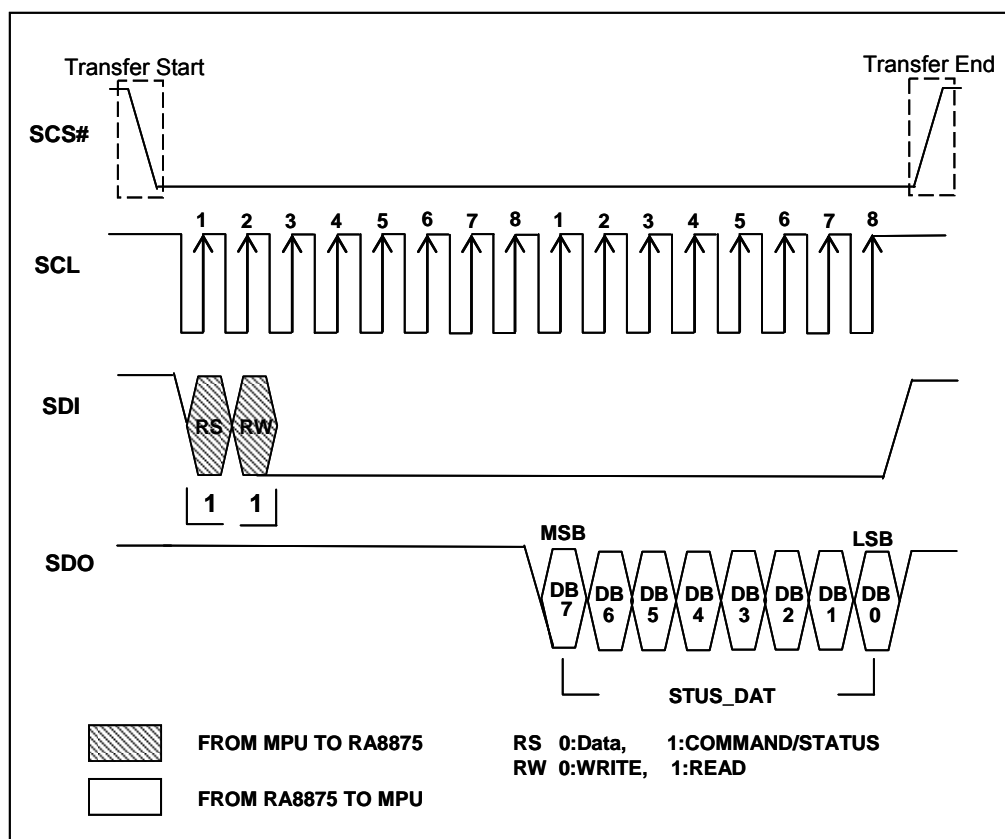 Transfer Start
Transfer End
SCS#
1 2 3 4 5 6 7 8 1 2 3 4 5 6 7 8
SCL
SDI
RS RW
1 1
MSB
LSB
SDO
DB 7 DB 6 DB 5 DB 4 DB 3 DB 2 DB 1 DB 0
STUS_DAT
FROM MPU TO RA8875
RS 0:Data, 1:COMMAND/STATUS
RW 0:WRITE, 1:READ
FROM RA8875 TO MPU